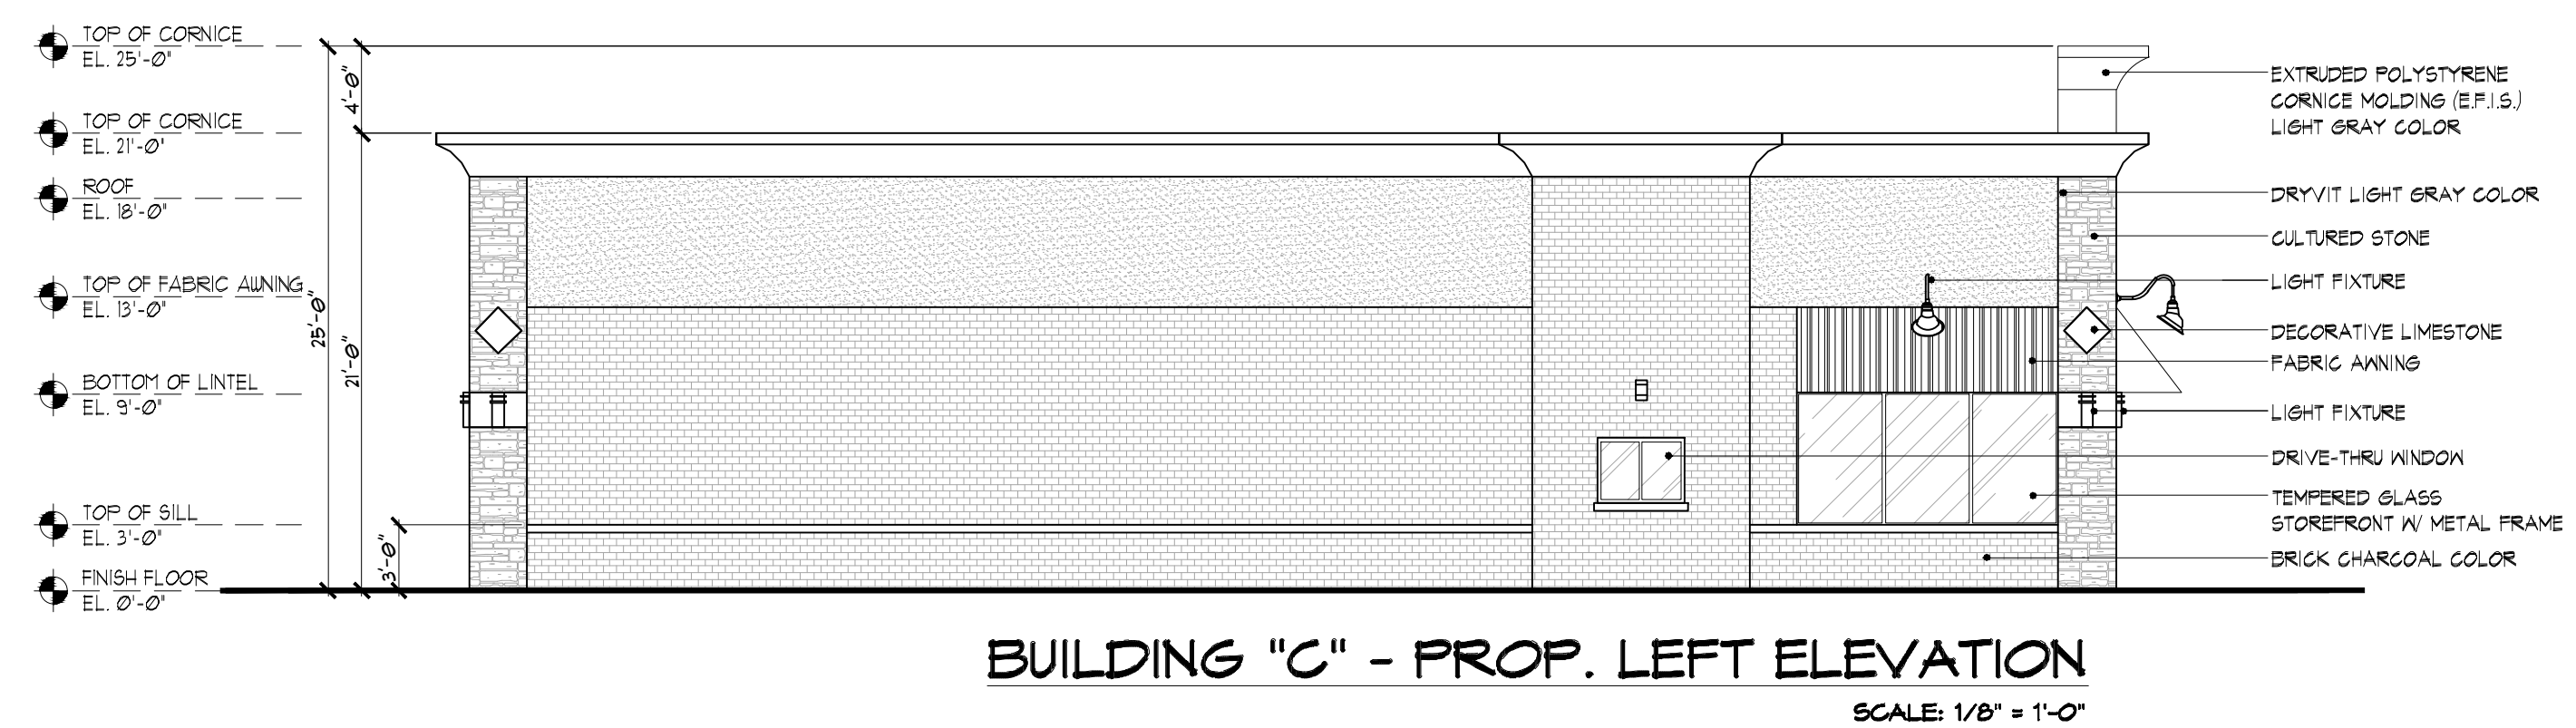 TOP OF CORNICE
EL. 25'-0"
TOP OF CORNICE
EL. 21'-0"
ROOF
EL. 18'-0"
TOP OF FABRIC AWNING
EL. 13'-0"
BOTTOM OF LINTEL
EL. 9'-0"
TOP OF SILL
EL. 3'-0"
FINISH FLOOR
EL. 0'-0"
25'-0"
4'-0"
21'-0"
3'-0"
EXTRUDED POLYSTYRENE
CORNICE MOLDING (E.F.I.S.)
LIGHT GRAY COLOR
DRYVIT LIGHT GRAY COLOR
CULTURED STONE
LIGHT FIXTURE
DECORATIVE LIMESTONE
FABRIC AWNING
LIGHT FIXTURE
DRIVE-THRU WINDOW
TEMPERED GLASS
STOREFRONT W/ METAL FRAME
BRICK CHARCOAL COLOR
BUILDING "C" - PROP. LEFT ELEVATION
SCALE: 1/8" = 1'-0"